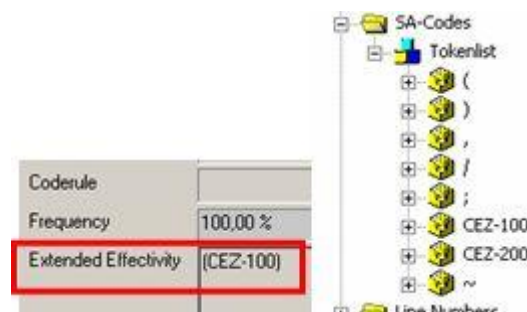 SA-Codes
Tokenlist
(
)
,
/
;
CEZ-100
CEZ-200
~
Line Numbers
Coderule
Frequency 100,00 %
Extended Effectivity (CEZ-100)